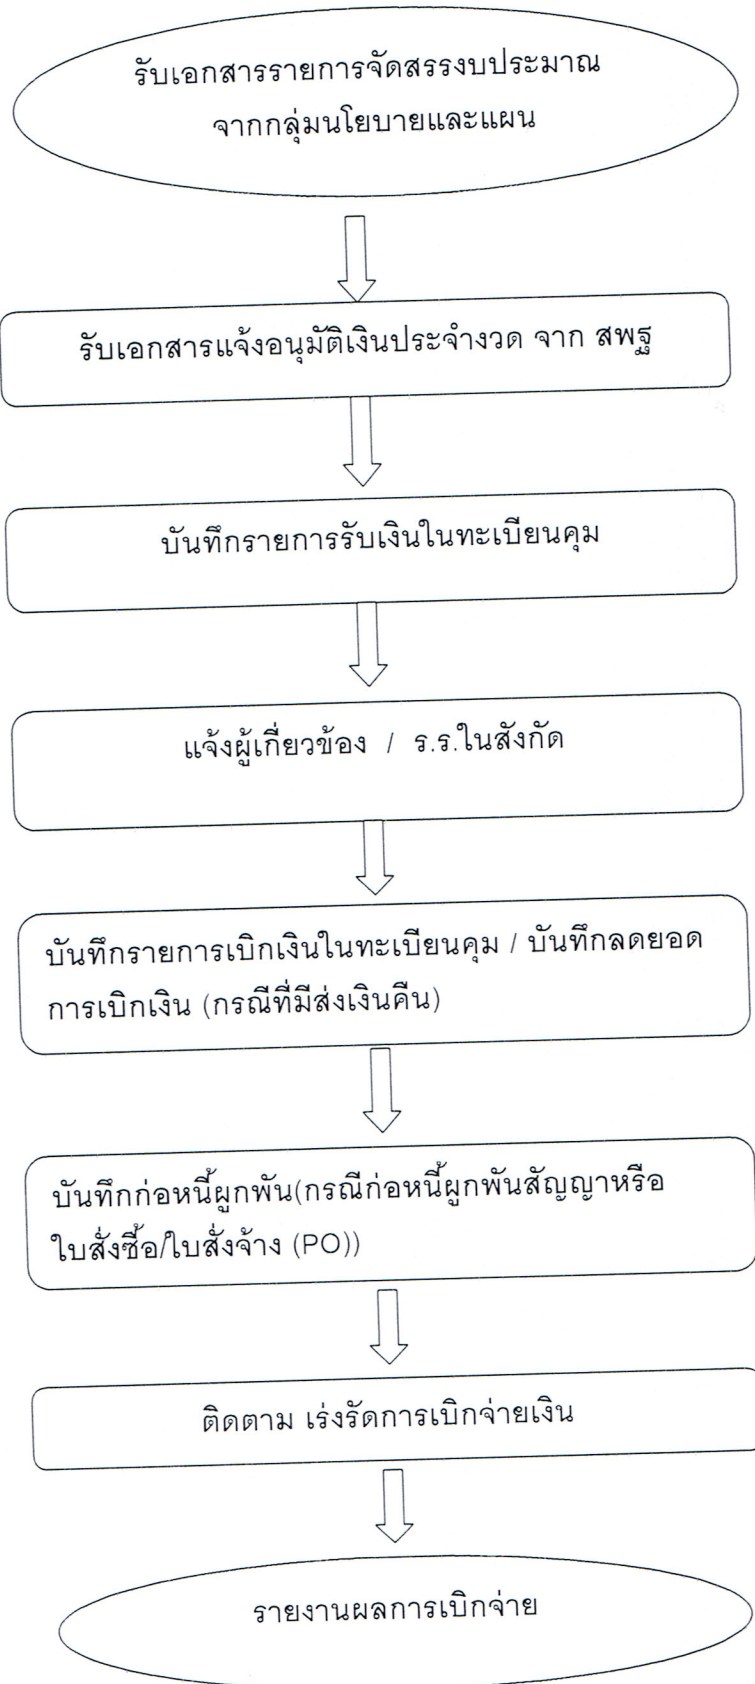 รับเอกสารรายการจัดสรรงบประมาณ
จากกลุ่มนโยบายและแผน
รับเอกสารแจ้งอนุมัติเงินประจำงวด จาก สพฐ
บันทึกรายการรับเงินในทะเบียนคุม
แจ้งผู้เกี่ยวข้อง / ร.ร.ในสังกัด
บันทึกรายการเบิกเงินในทะเบียนคุม / บันทึกลดยอด
การเบิกเงิน (กรณีที่มีส่งเงินคืน)
บันทึกก่อหนี้ผูกพัน(กรณีก่อหนี้ผูกพันสัญญาหรือ
ใบสั่งซื้อ/ใบสั่งจ้าง (PO))
ติดตาม เร่งรัดการเบิกจ่ายเงิน
รายงานผลการเบิกจ่าย